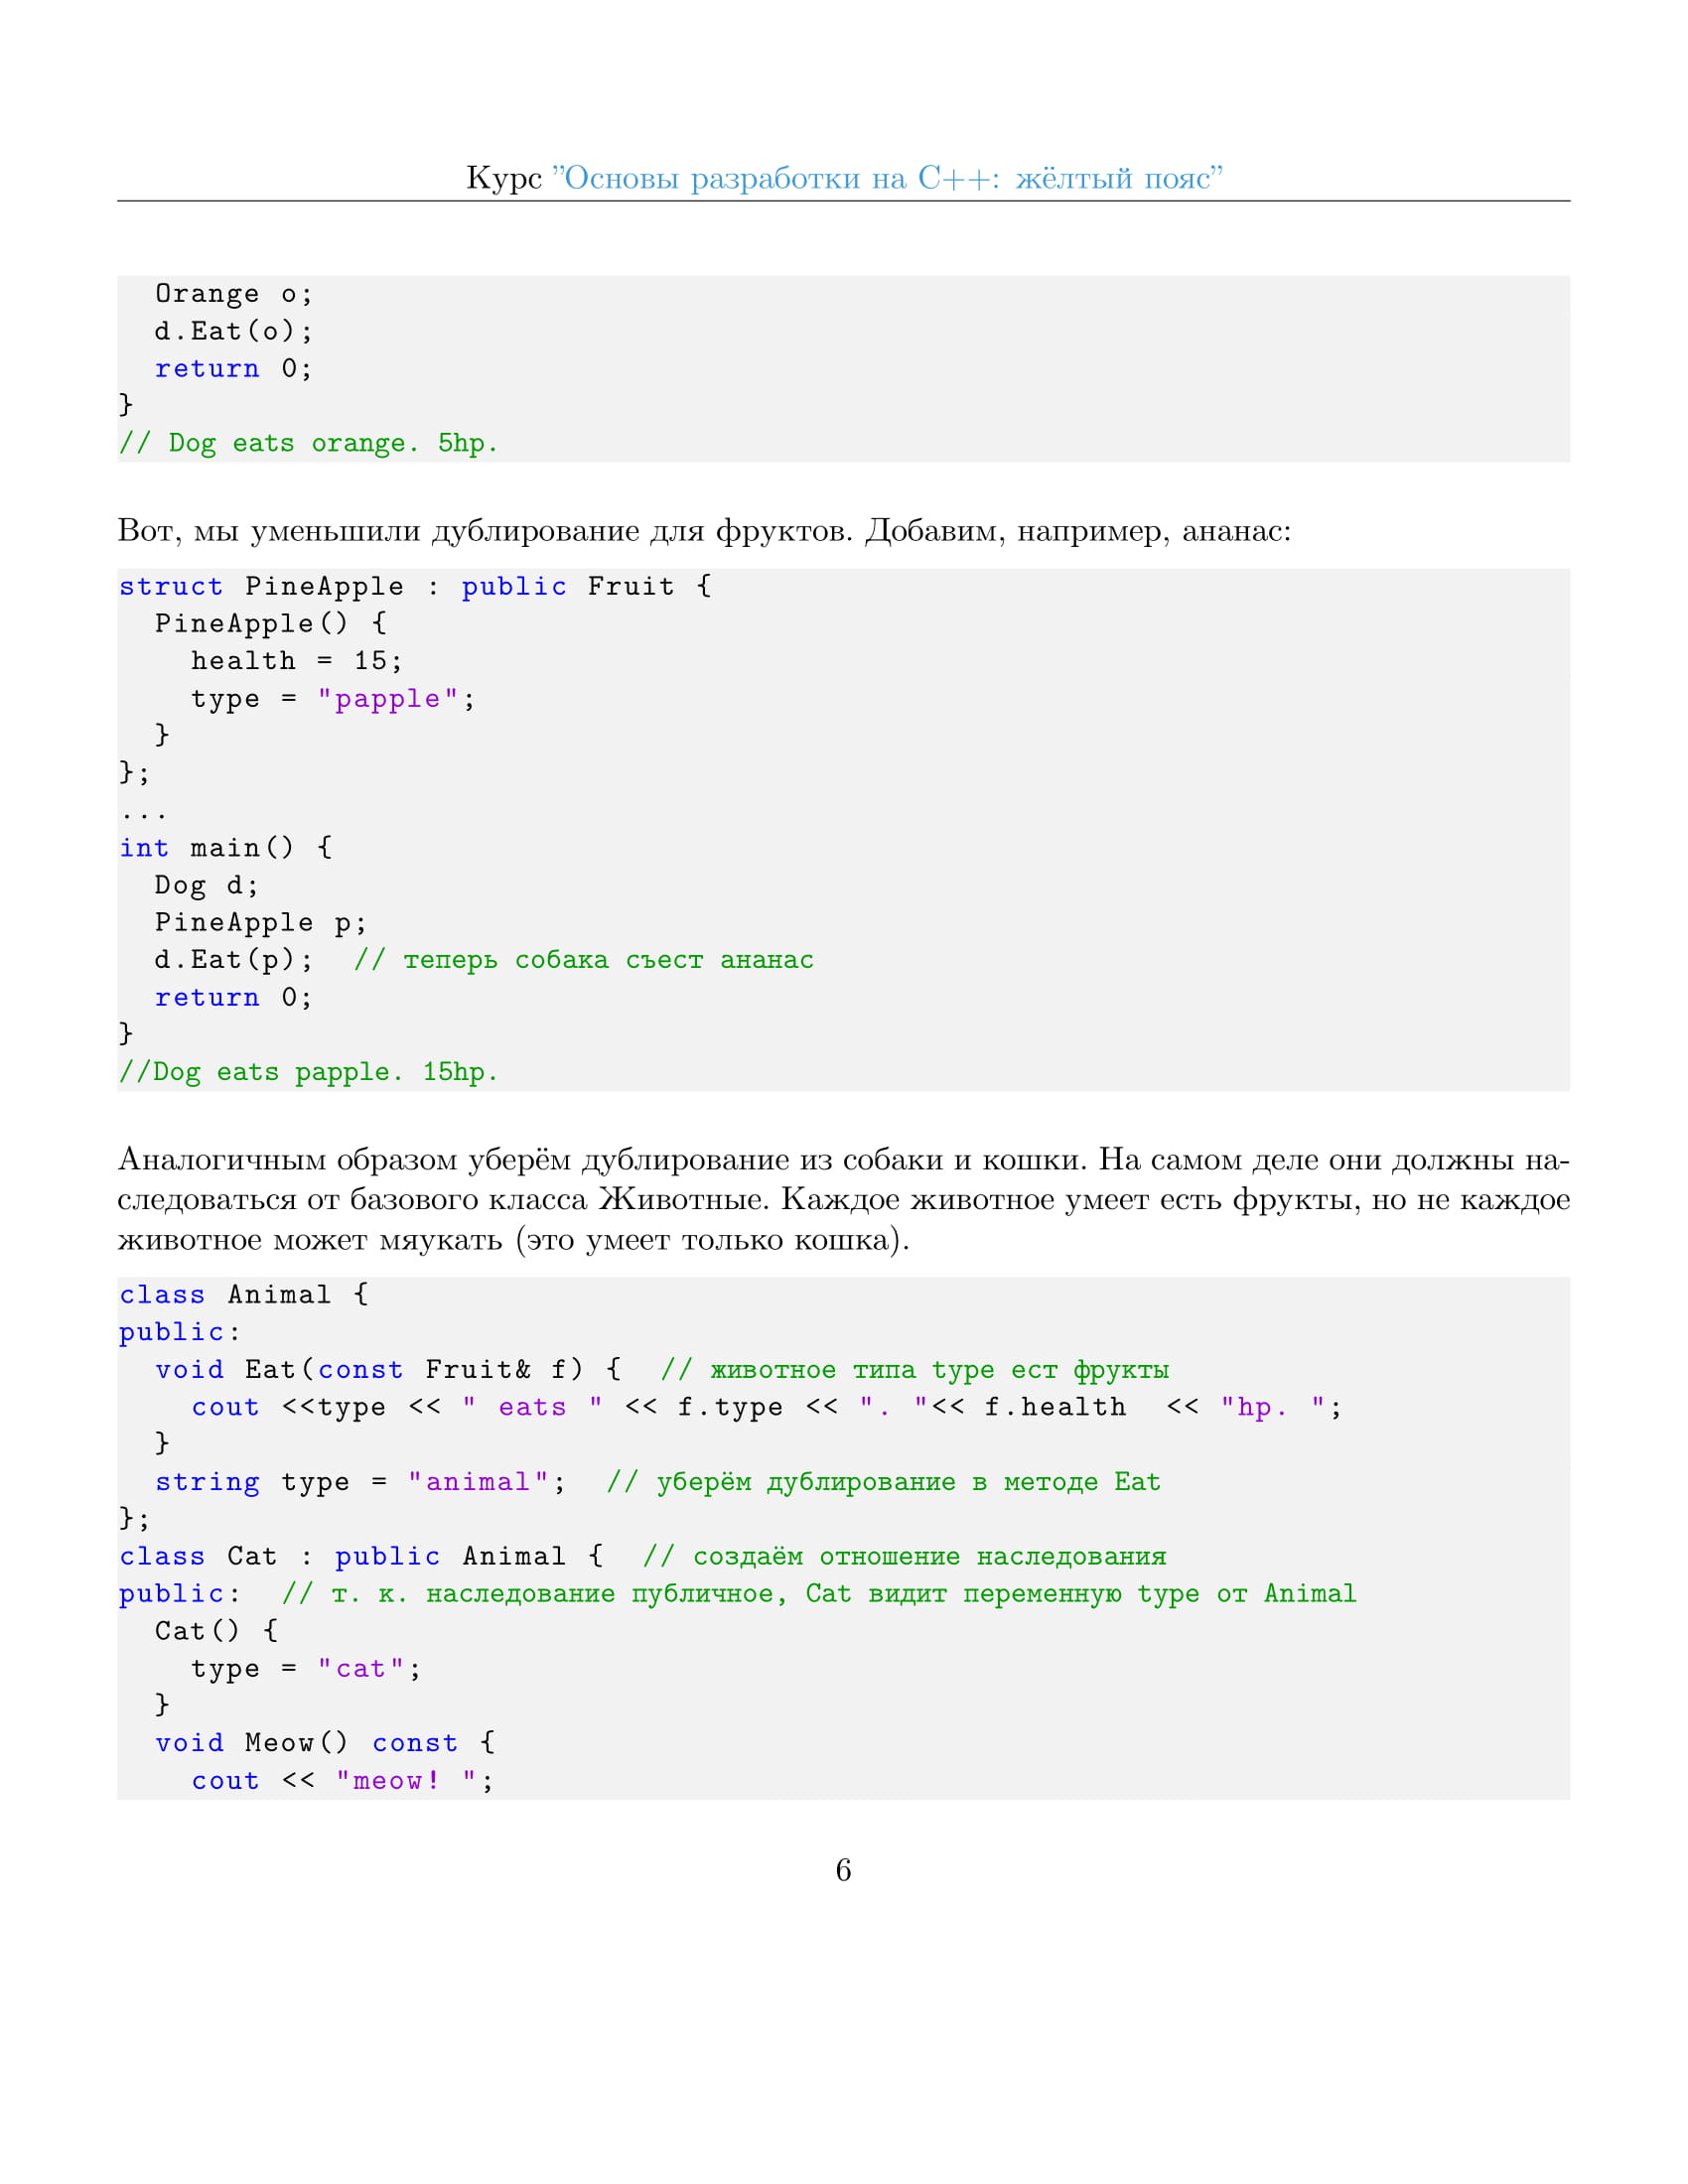 Курс "Основы разработки на C++: жёлтый пояс"
  Orange o;
  d.Eat(o);
  return 0;
}
// Dog eats orange. 5hp.
Вот, мы уменьшили дублирование для фруктов. Добавим, например, ананас:
struct PineApple : public Fruit {
  PineApple() {
    health = 15;
    type = "papple";
  }
};
...
int main() {
  Dog d;
  PineApple p;
  d.Eat(p);  // теперь собака съест ананас
  return 0;
}
//Dog eats papple. 15hp.
Аналогичным образом уберём дублирование из собаки и кошки. На самом деле они должны на-
следоваться от базового класса Животные. Каждое животное умеет есть фрукты, но не каждое
животное может мяукать (это умеет только кошка).
class Animal {
public:
  void Eat(const Fruit& f) {  // животное типа type ест фрукты
    cout <<type << " eats " << f.type << ". "<< f.health  << "hp. ";
  }
  string type = "animal";  // уберём дублирование в методе Eat
};
class Cat : public Animal {  // создаём отношение наследования
public:  // т. к. наследование публичное, Cat видит переменную type от Animal
  Cat() {
    type = "cat";
  }
  void Meow() const {
    cout << "meow! ";
6